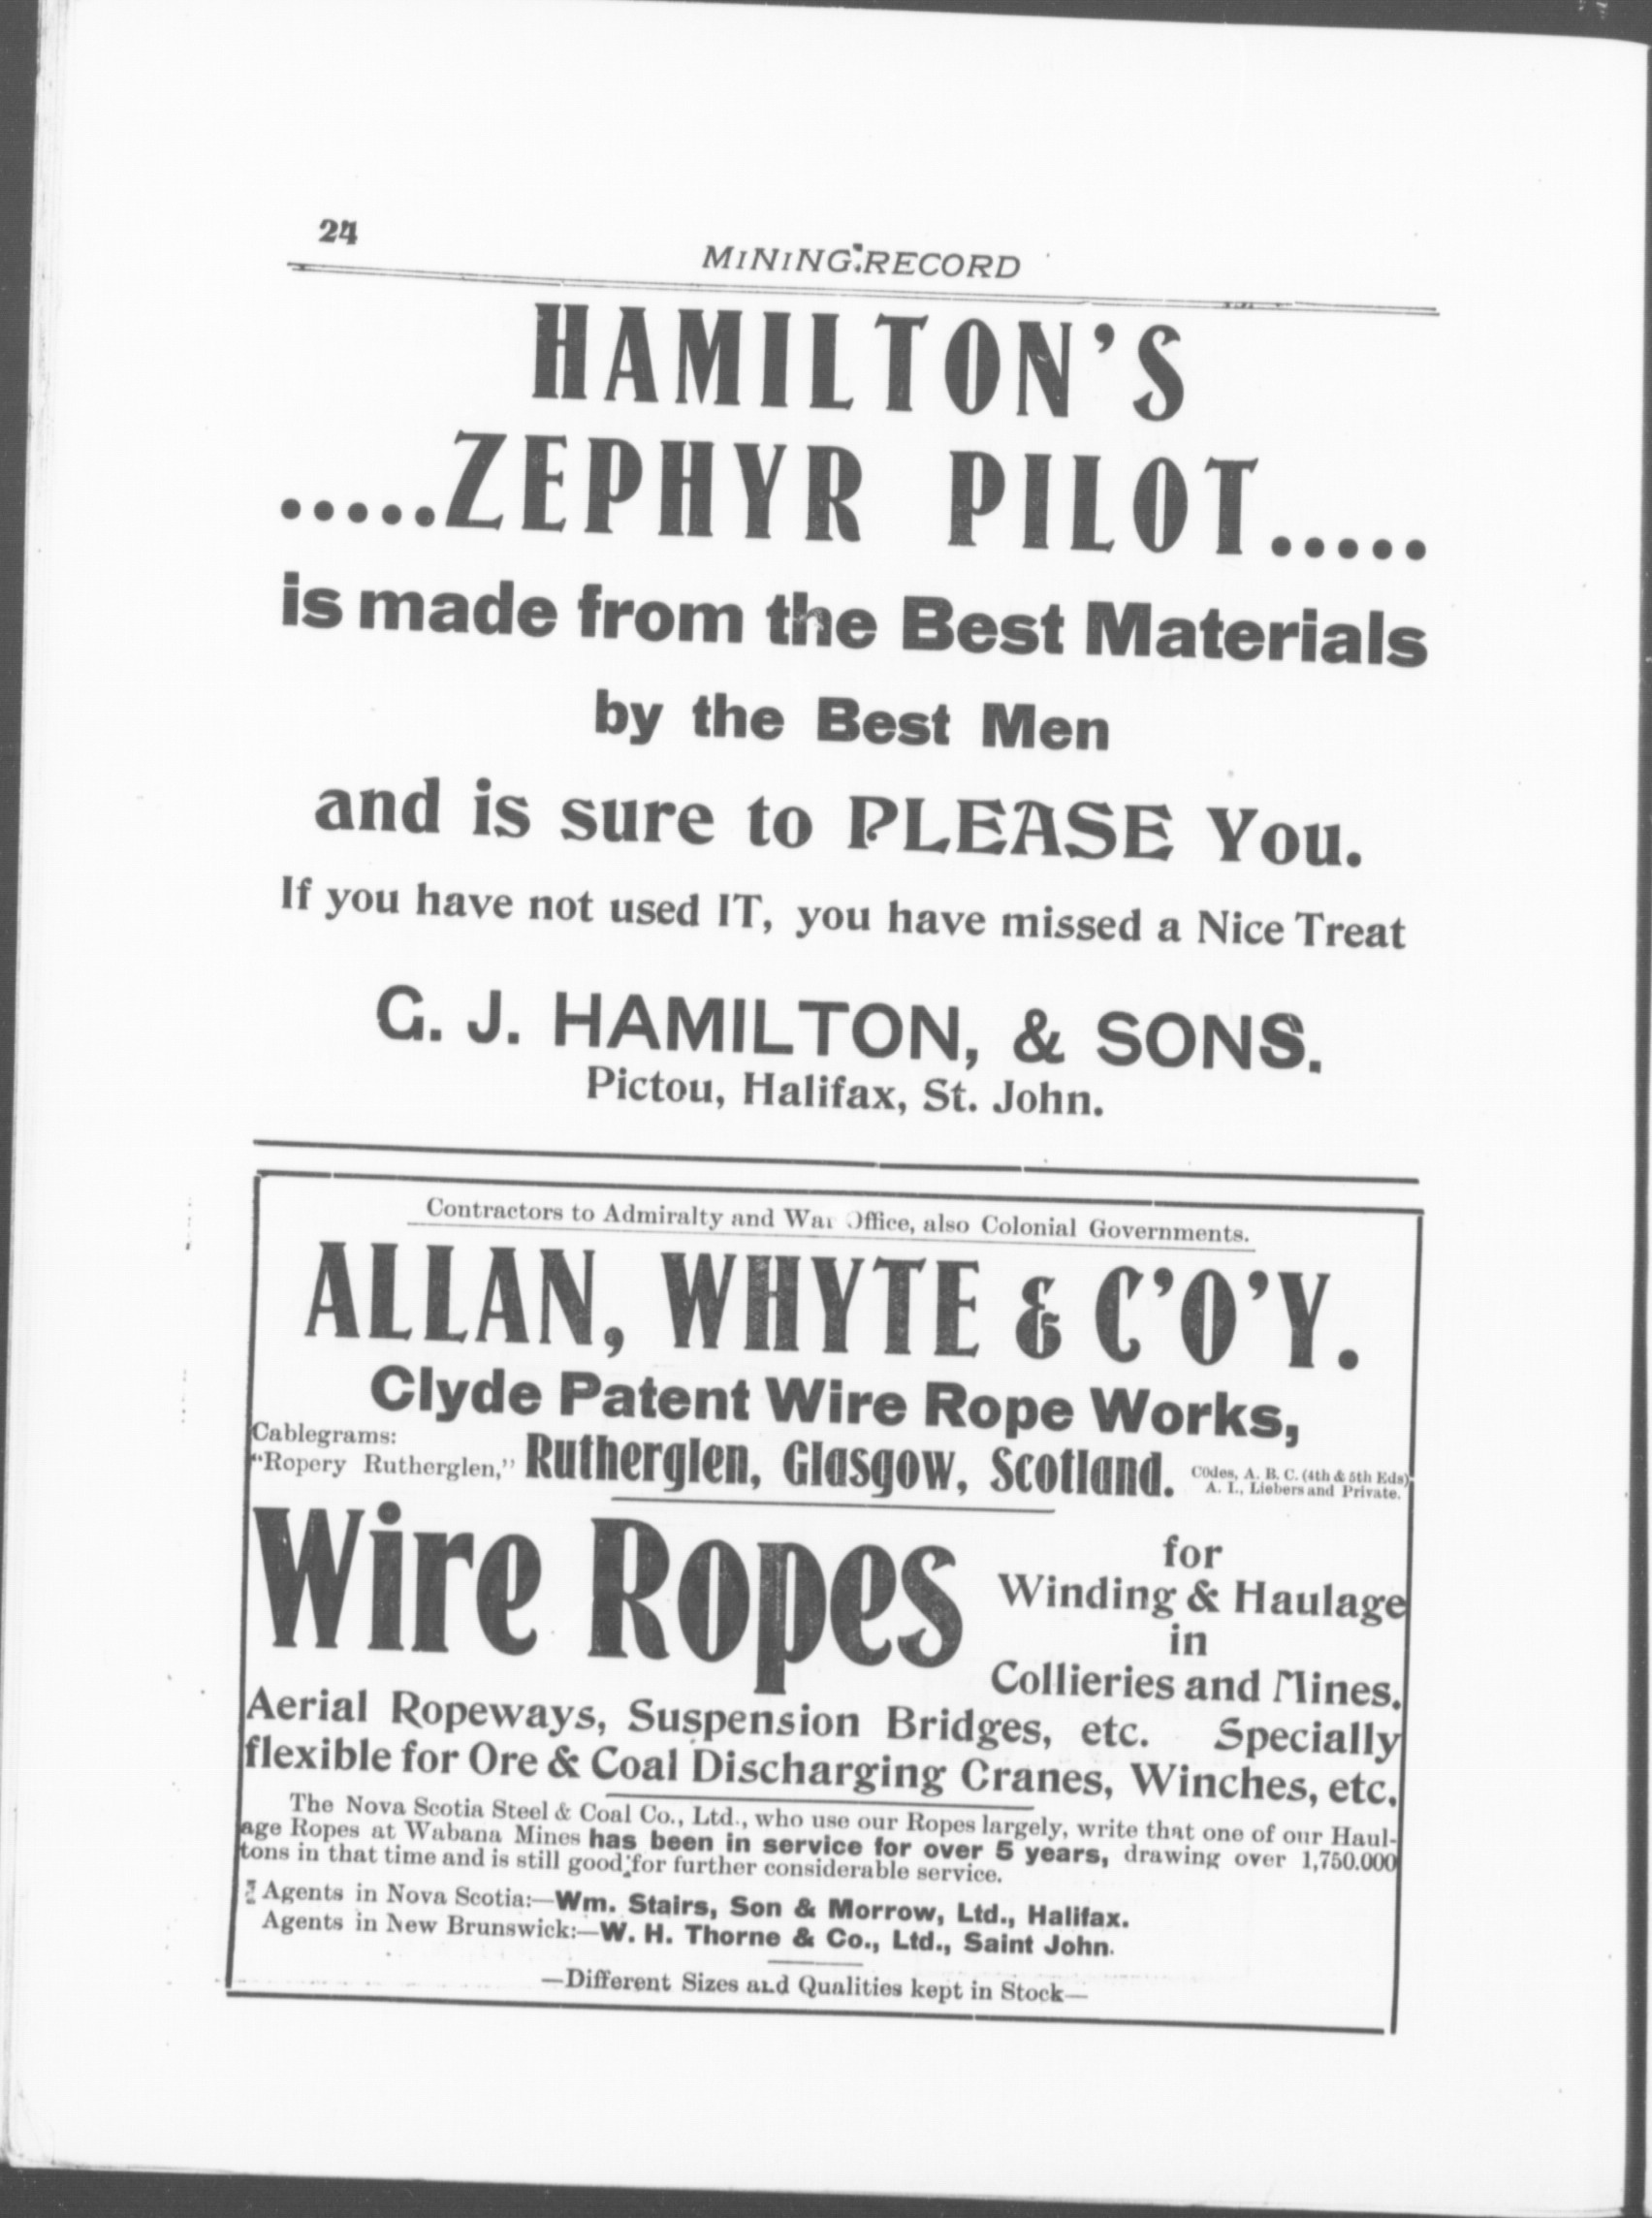 24
MINING RECORD
HAMILTON'S
.....ZEPHYR PILOT.....
is made from the Best Materials
by the Best Men
and is sure to PLEASE You.
If you have not used IT, you have missed a Nice Treat
G. J. HAMILTON, & SONS.
Pictou, Halifax, St. John.
Contractors to Admiralty and War Office, also Colonial Governments.
ALLAN, WHYTE & C'O'Y.
Clyde Patent Wire Rope Works,
Cablegrams:
"Ropery Rutherglen," Rutherglen, Glasgow, Scotland. Codes, A. B. C. (4th & 5th Eds)
A. I., Liebers and Private.
Wire Ropes
for
Winding & Haulage
in
Collieries and Mines.
Aerial Ropeways, Suspension Bridges, etc. Specially
flexible for Ore & Coal Discharging Cranes, Winches, etc.
The Nova Scotia Steel & Coal Co., Ltd., who use our Ropes largely, write that one of our Haul-
age Ropes at Wabana Mines has been in service for over 5 years, drawing over 1,750.000
tons in that time and is still good for further considerable service.
Agents in Nova Scotia:—Wm. Stairs, Son & Morrow, Ltd., Halifax.
Agents in New Brunswick:—W. H. Thorne & Co., Ltd., Saint John.
—Different Sizes and Qualities kept in Stock—